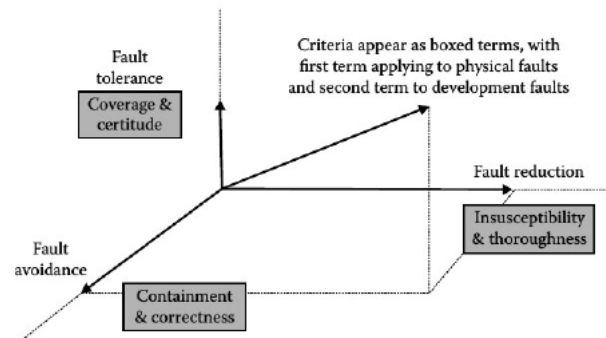 Fault
tolerance
Coverage &
certitude
Criteria appear as boxed terms, with
first term applying to physical faults
and second term to development faults
Fault reduction
Insusceptibility
& thoroughness
Fault
avoidance
Containment
& correctness